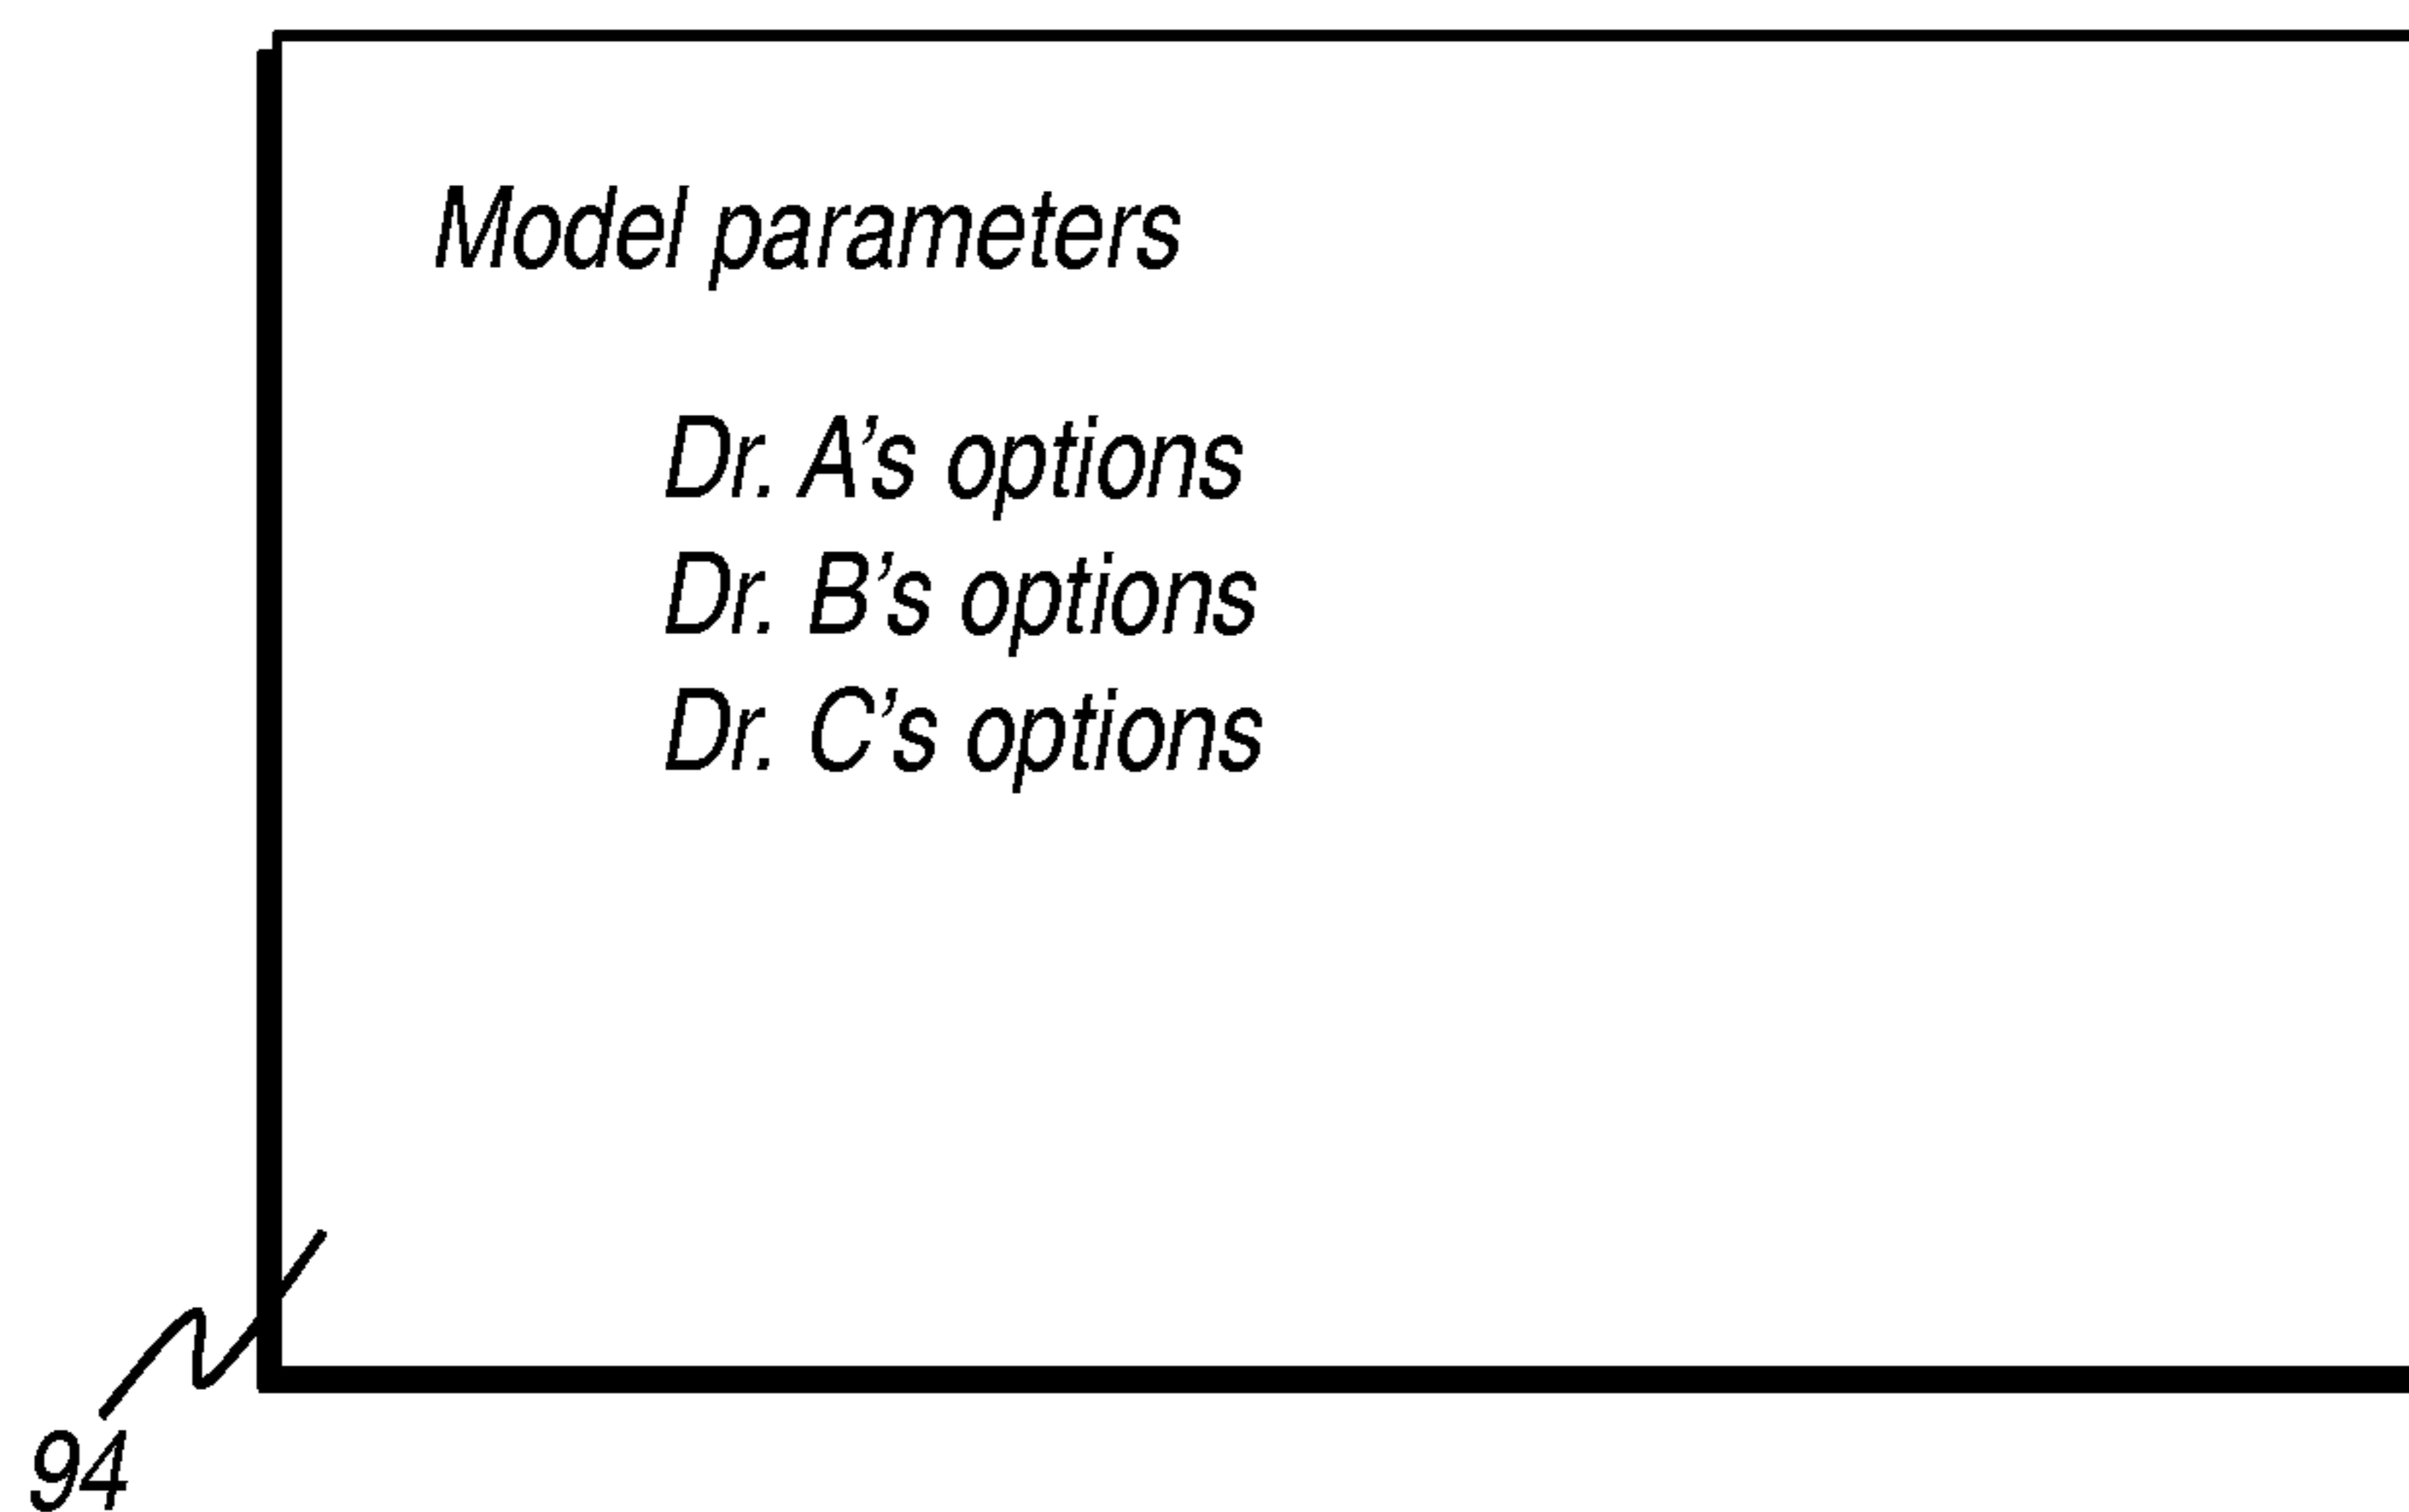 Model parameters
Dr. A’s options
Dr. B’s options
Dr. C’s options
94